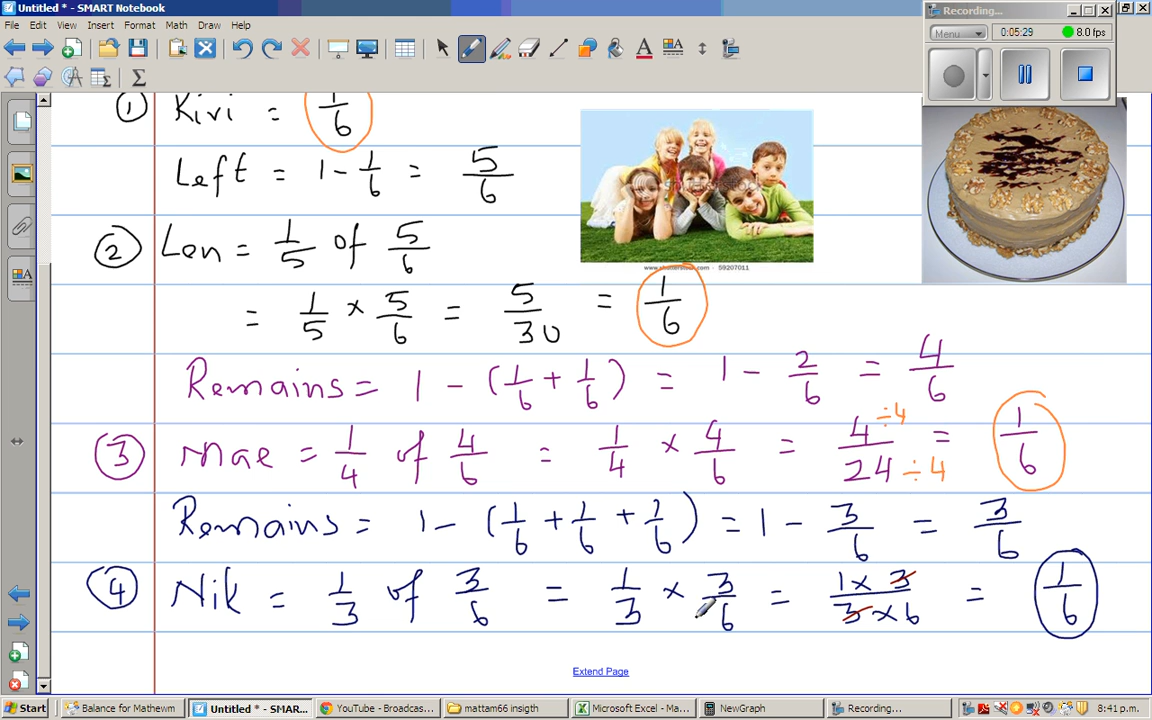 Untitled * - SMART Notebook
File Edit View Insert Format Math Draw Help
Recording...
Menu 0:05:29 8.0 fps
① Kivi = 1/6
Left = 1 - 1/6 = 5/6
② Len = 1/5 of 5/6
= 1/5 × 5/6 = 5/30 = 1/6
www.shutterstock.com · 59207011
Remains = 1 - (1/6 + 1/6) = 1 - 2/6 = 4/6
③ Mae = 1/4 of 4/6 = 1/4 × 4/6 = 4/24 ÷4 ÷4 = 1/6
Remains = 1 - (1/6 + 1/6 + 1/6) = 1 - 3/6 = 3/6
④ Nik = 1/3 of 3/6 = 1/3 × 3/6 = 1 × 3/3 × 6 = 1/6
Extend Page
Start Balance for Mathewm Untitled * - SMAR... YouTube - Broadcas... mattam66 insigth Microsoft Excel - Ma... NewGraph Recording... 8:41 p.m.